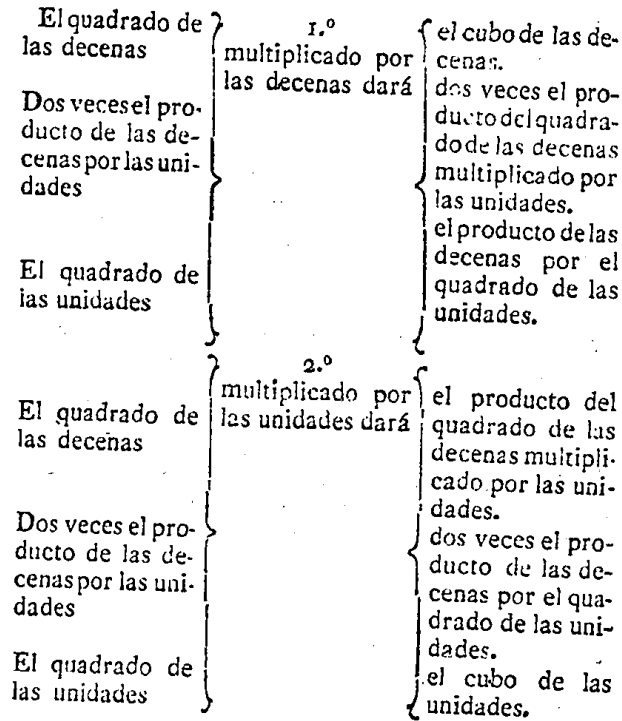 El quadrado de
las decenas
Dos veces el pro-
ducto de las de-
cenas por las uni-
dades
El quadrado de
las unidades
1.º
multiplicado por
las decenas dará
el cubo de las de-
cenas.
dos veces el pro-
ducto del quadra-
do de las decenas
multiplicado por
las unidades.
el producto de las
decenas por el
quadrado de las
unidades.
El quadrado de
las decenas
Dos veces el pro-
ducto de las de-
cenas por las uni-
dades
El quadrado de
las unidades
2.º
multiplicado por
las unidades dará
el producto del
quadrado de las
decenas multipli-
cado por las uni-
dades.
dos veces el pro-
ducto de las de-
cenas por el qua-
drado de las uni-
dades.
el cubo de las
unidades.